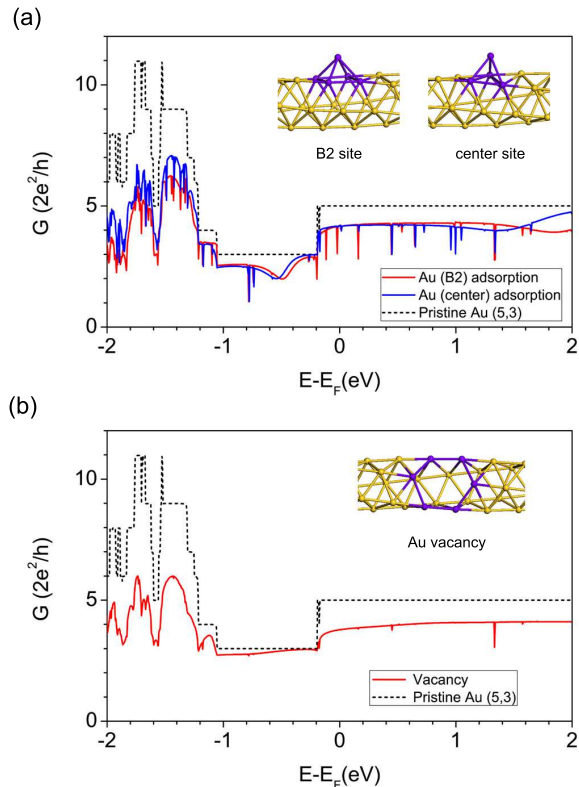 (a)
10
5
0
G (2e²/h)
B2 site
center site
Au (B2) adsorption
Au (center) adsorption
Pristine Au (5,3)
-2
-1
0
1
2
E-E_F(eV)
(b)
10
5
0
G (2e²/h)
Au vacancy
Vacancy
Pristine Au (5,3)
-2
-1
0
1
2
E-E_F(eV)